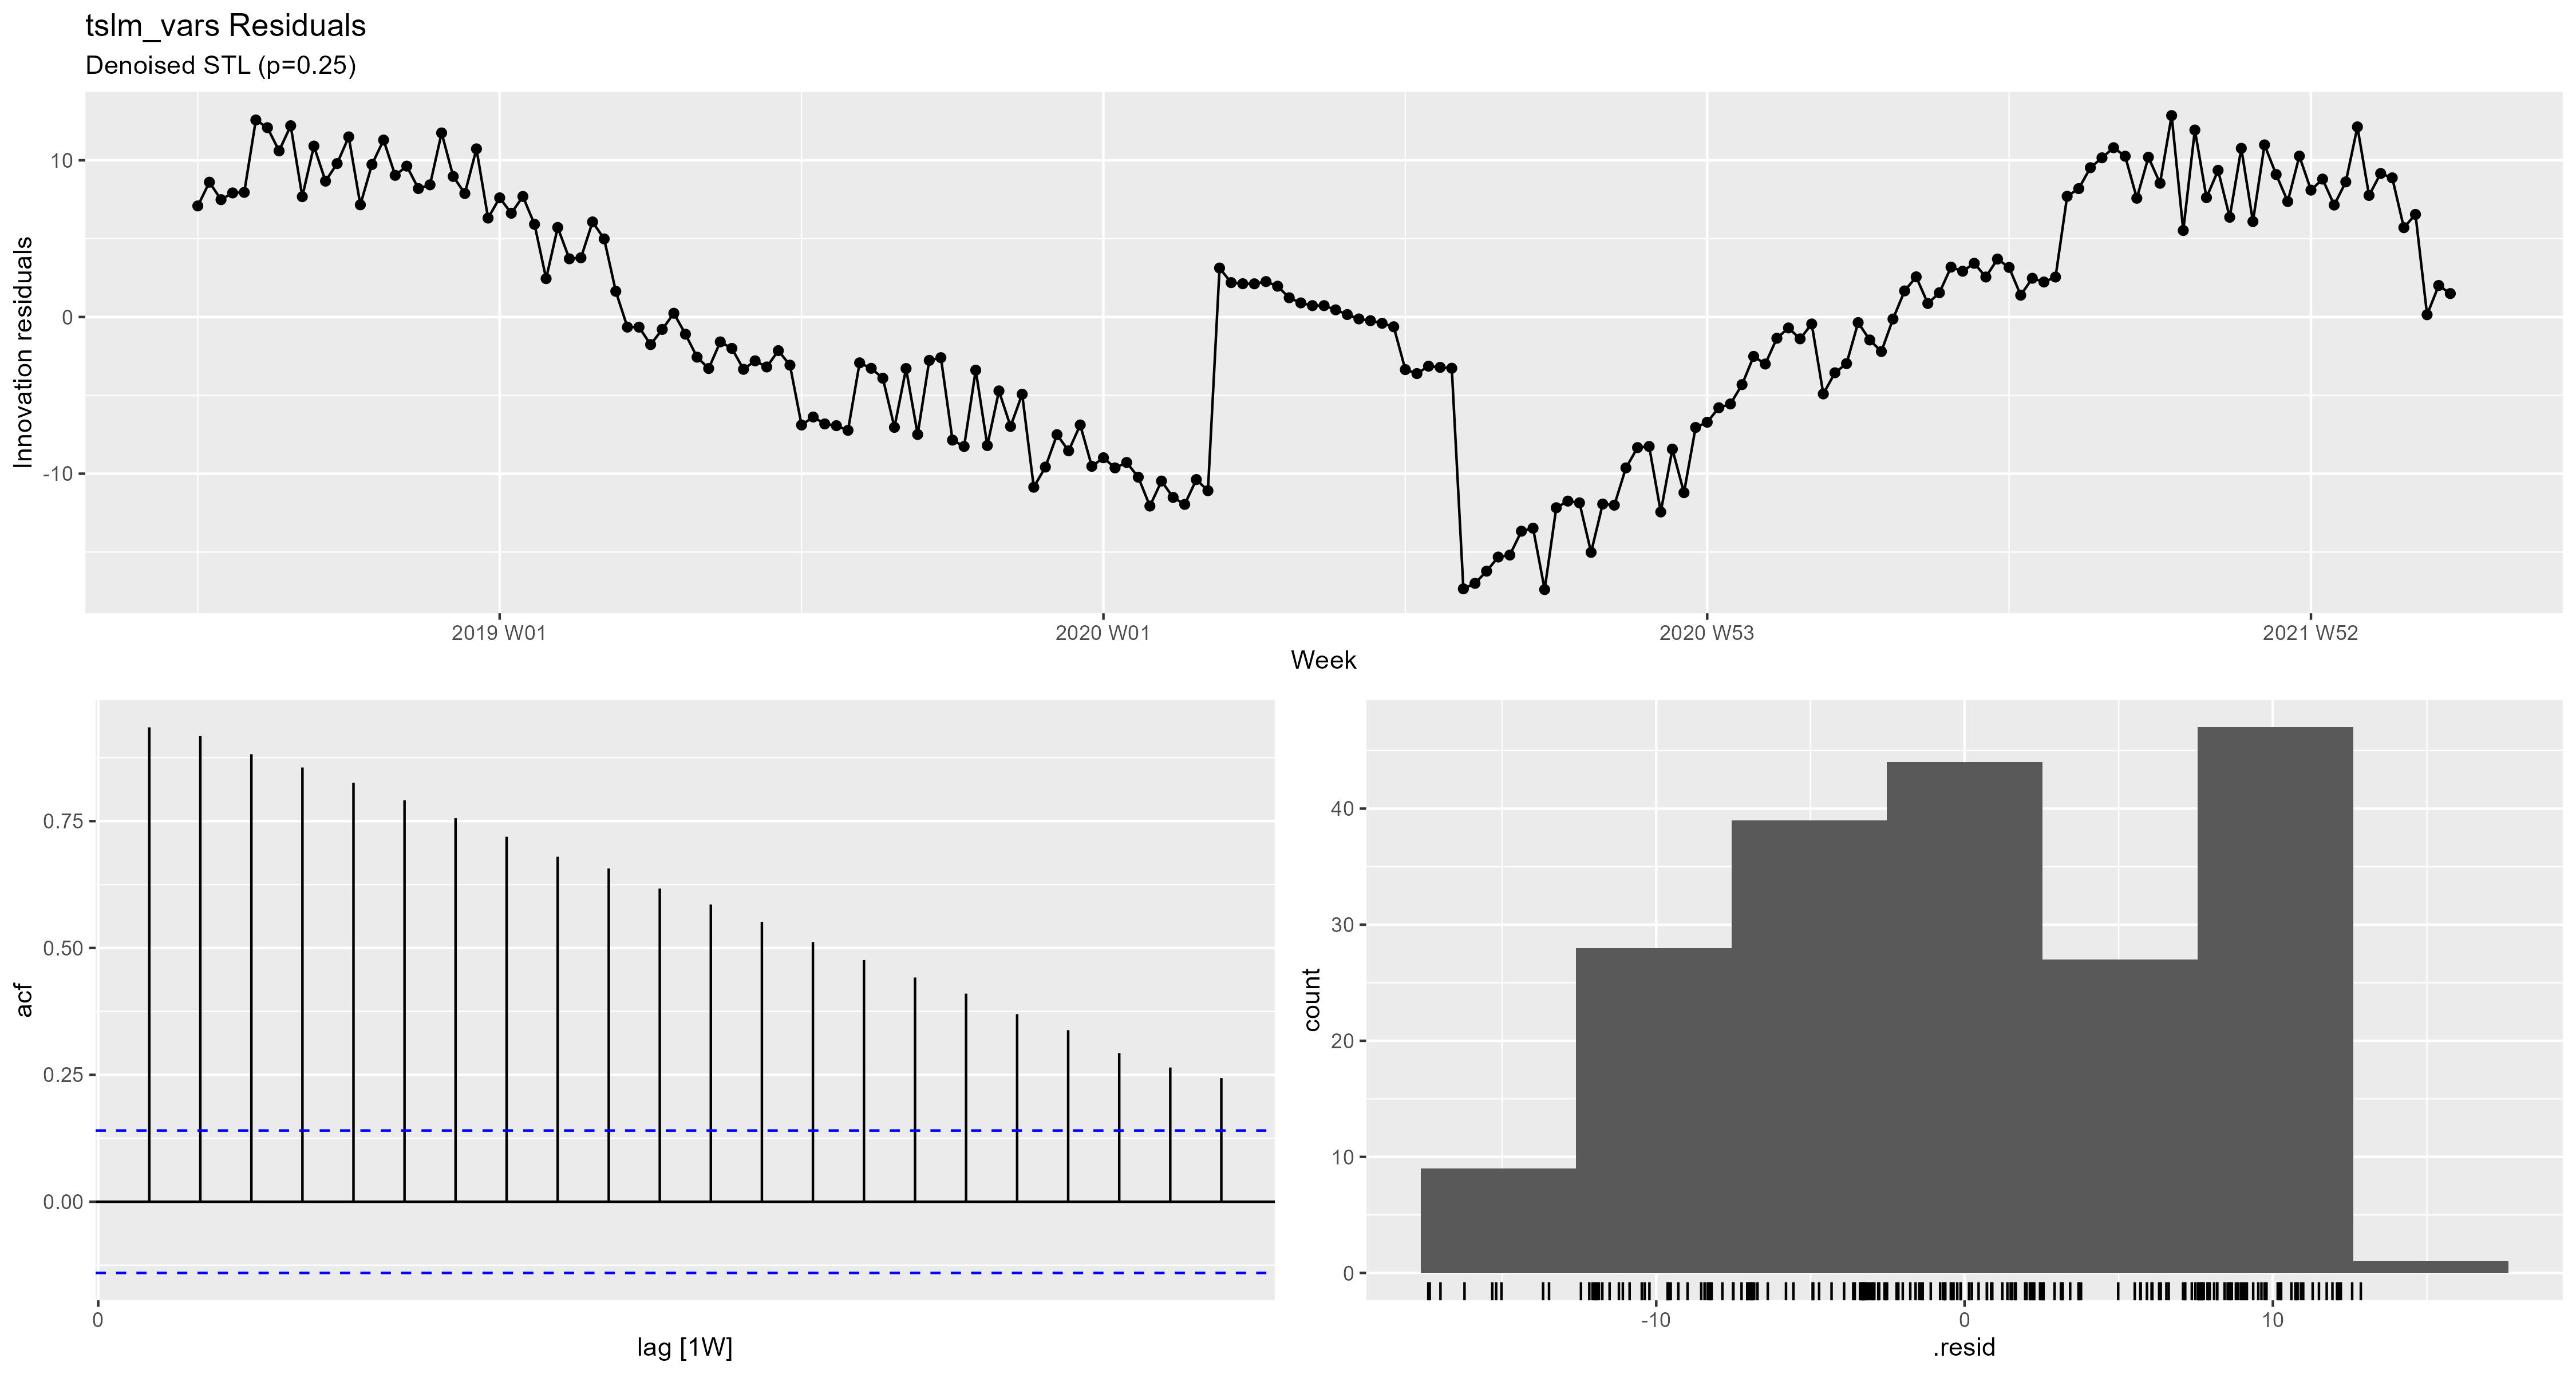 tslm_vars Residuals
Denoised STL (p=0.25)
Innovation residuals
10
0
-10
2019 W01
2020 W01
2020 W53
2021 W52
Week
acf
0.75
0.50
0.25
0.00
0
lag [1W]
count
40
30
20
10
0
-10
0
10
.resid